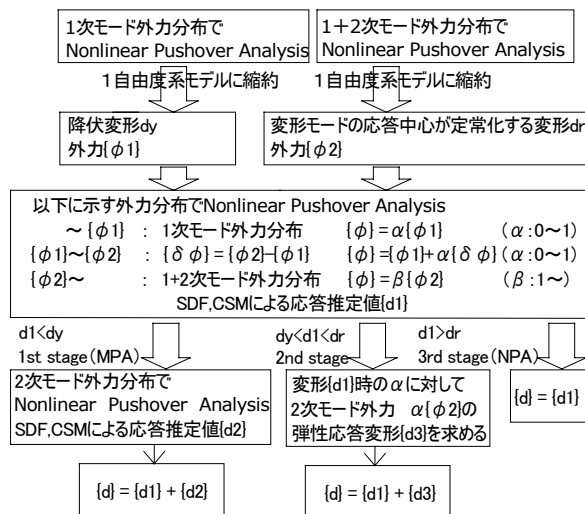 1次モード外力分布で
Nonlinear Pushover Analysis
1+2次モード外力分布で
Nonlinear Pushover Analysis
1自由度系モデルに縮約
1自由度系モデルに縮約
降伏変形dy
外力{φ1}
変形モードの応答中心が定常化する変形dr
外力{φ2}
以下に示す外力分布でNonlinear Pushover Analysis
～{φ1} : 1次モード外力分布 {φ}=α{φ1} (α:0～1)
{φ1}～{φ2} : {δφ}={φ2}-{φ1} {φ}={φ1}+α{δφ} (α:0～1)
{φ2}～ : 1+2次モード外力分布 {φ}=β{φ2} (β:1～)
SDF,CSMによる応答推定値{d1}
d1<dy
1st stage(MPA)
dy<d1<dr
2nd stage
d1>dr
3rd stage(NPA)
2次モード外力分布で
Nonlinear Pushover Analysis
SDF,CSMによる応答推定値{d2}
変形{d1}時のαに対して
2次モード外力 α{φ2}の
弾性応答変形{d3}を求める
{d}={d1}
{d}={d1}+{d2}
{d}={d1}+{d3}